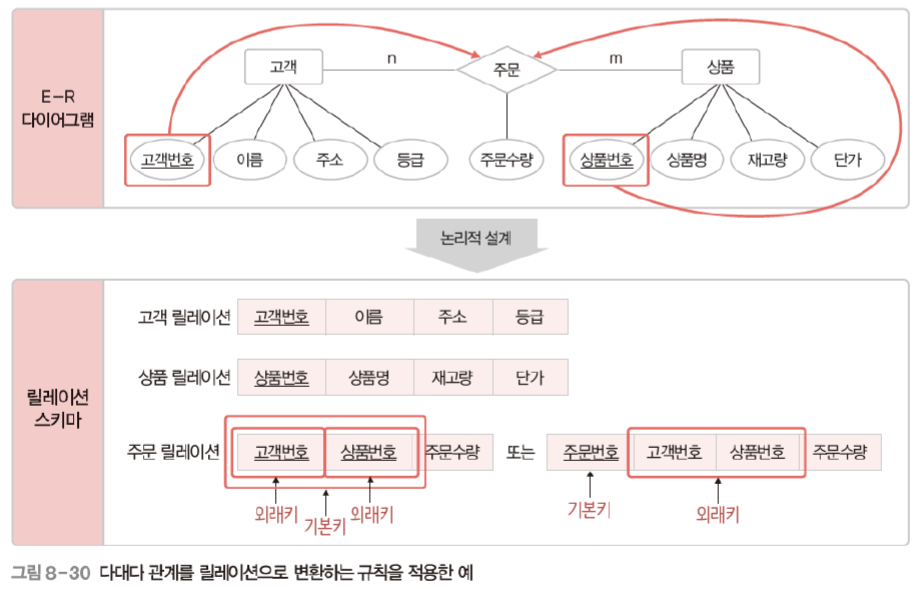 E-R
다이어그램
고객
n
주문
m
상품
고객번호
이름
주소
등급
주문수량
상품번호
상품명
재고량
단가
논리적 설계
릴레이션
스키마
고객 릴레이션
고객번호
이름
주소
등급
상품 릴레이션
상품번호
상품명
재고량
단가
주문 릴레이션
고객번호
상품번호
주문수량
또는
주문번호
고객번호
상품번호
주문수량
외래키
기본키
외래키
기본키
외래키
그림 8-30 다대다 관계를 릴레이션으로 변환하는 규칙을 적용한 예